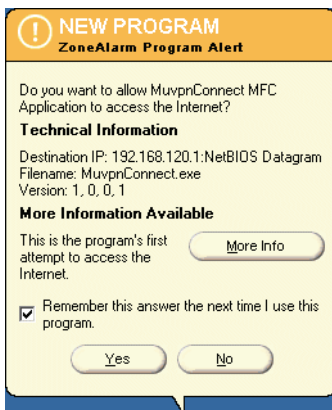 NEW PROGRAM
ZoneAlarm Program Alert
Do you want to allow MuvpnConnect MFC
Application to access the Internet?
Technical Information
Destination IP: 192.168.120.1:NetBIOS Datagram
Filename: MuvpnConnect.exe
Version: 1, 0, 0, 1
More Information Available
This is the program's first
attempt to access the
Internet.
More Info
Remember this answer the next time I use this
program.
Yes
No